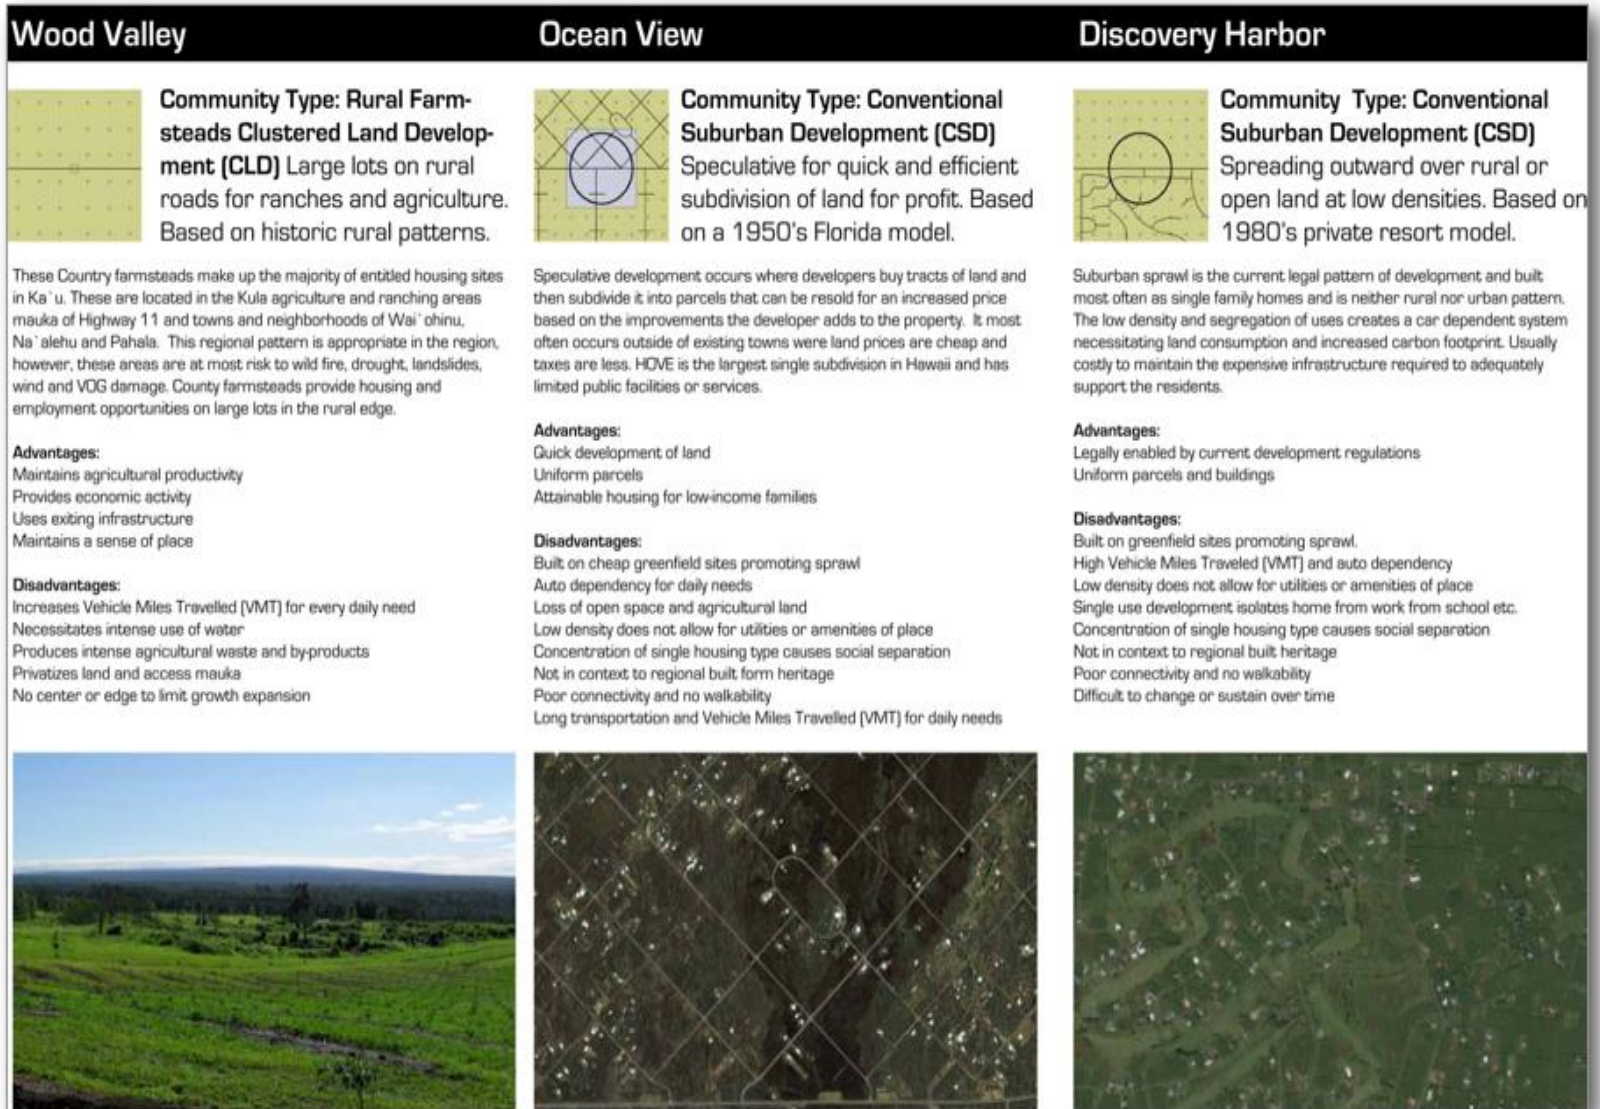 Wood Valley
Community Type: Rural Farm-
steads Clustered Land Develop-
ment (CLD) Large lots on rural
roads for ranches and agriculture.
Based on historic rural patterns.
These Country farmsteads make up the majority of entitled housing sites
in Ka`u. These are located in the Kula agriculture and ranching areas
mauka of Highway 11 and towns and neighborhoods of Wai`ohinu,
Na`alehu and Pahala. This regional pattern is appropriate in the region,
however, these areas are at most risk to wild fire, drought, landslides,
wind and VOG damage. County farmsteads provide housing and
employment opportunities on large lots in the rural edge.
Advantages:
Maintains agricultural productivity
Provides economic activity
Uses exiting infrastructure
Maintains a sense of place
Disadvantages:
Increases Vehicle Miles Travelled (VMT) for every daily need
Necessitates intense use of water
Produces intense agricultural waste and by-products
Privatizes land and access mauka
No center or edge to limit growth expansion
Ocean View
Community Type: Conventional
Suburban Development (CSD)
Speculative for quick and efficient
subdivision of land for profit. Based
on a 1950's Florida model.
Speculative development occurs where developers buy tracts of land and
then subdivide it into parcels that can be resold for an increased price
based on the improvements the developer adds to the property. It most
often occurs outside of existing towns were land prices are cheap and
taxes are less. HOVE is the largest single subdivision in Hawaii and has
limited public facilities or services.
Advantages:
Quick development of land
Uniform parcels
Attainable housing for low-income families
Disadvantages:
Built on cheap greenfield sites promoting sprawl
Auto dependency for daily needs
Loss of open space and agricultural land
Low density does not allow for utilities or amenities of place
Concentration of single housing type causes social separation
Not in context to regional built form heritage
Poor connectivity and no walkability
Long transportation and Vehicle Miles Travelled (VMT) for daily needs
Discovery Harbor
Community Type: Conventional
Suburban Development (CSD)
Spreading outward over rural or
open land at low densities. Based on
1980's private resort model.
Suburban sprawl is the current legal pattern of development and built
most often as single family homes and is neither rural nor urban pattern.
The low density and segregation of uses creates a car dependent system
necessitating land consumption and increased carbon footprint. Usually
costly to maintain the expensive infrastructure required to adequately
support the residents.
Advantages:
Legally enabled by current development regulations
Uniform parcels and buildings
Disadvantages:
Built on greenfield sites promoting sprawl.
High Vehicle Miles Traveled (VMT) and auto dependency
Low density does not allow for utilities or amenities of place
Single use development isolates home from work from school etc.
Concentration of single housing type causes social separation
Not in context to regional built heritage
Poor connectivity and no walkability
Difficult to change or sustain over time